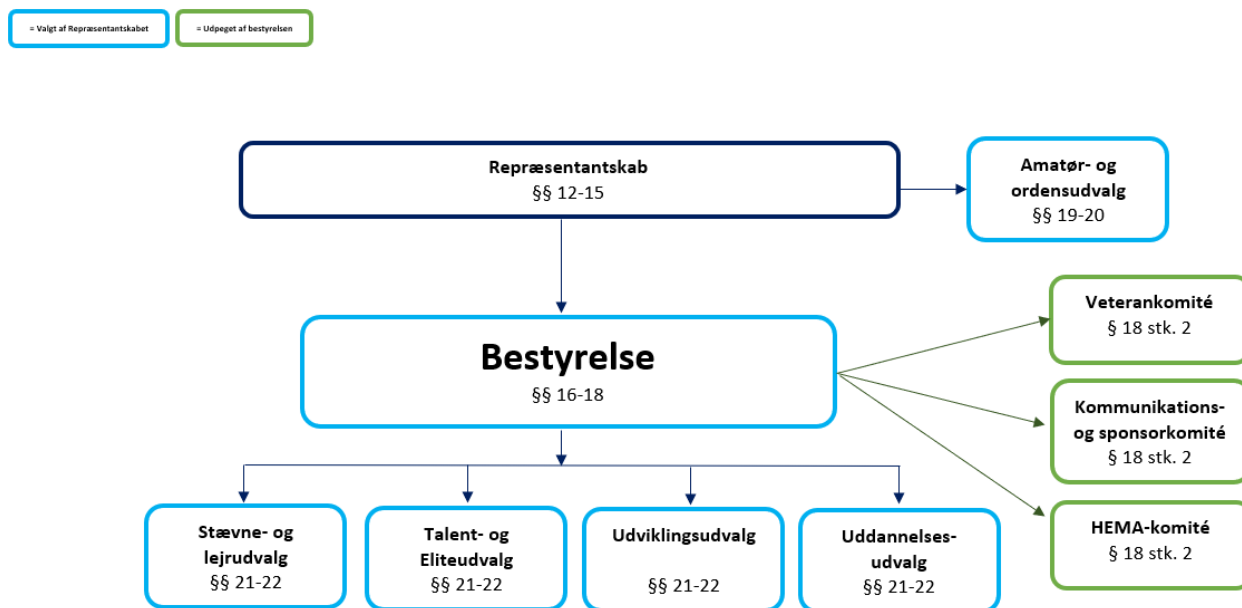 = Valgt af Repræsentantskabet
= Udpeget af bestyrelsen
Repræsentantskab
§§ 12-15
Amatør- og
ordensudvalg
§§ 19-20
Bestyrelse
§§ 16-18
Veterankomité
§ 18 stk. 2
Kommunikations-
og sponsorkomité
§ 18 stk. 2
HEMA-komité
§ 18 stk. 2
Stævne- og
lejrudvalg
§§ 21-22
Talent- og
Eliteudvalg
§§ 21-22
Udviklingsudvalg
§§ 21-22
Uddannelses-
udvalg
§§ 21-22